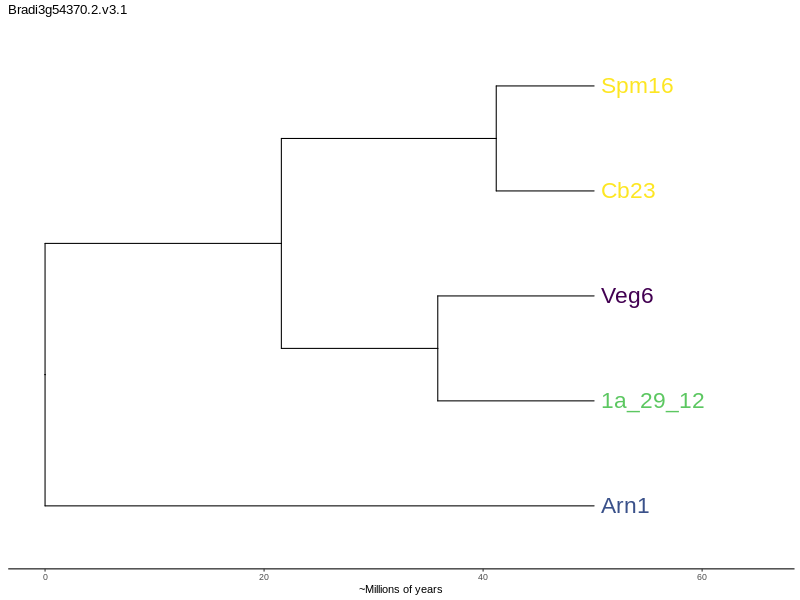 Bradi3g54370.2.v3.1
Spm16
Cb23
Veg6
1a_29_12
Arn1
0 20 40 60
~Millions of years